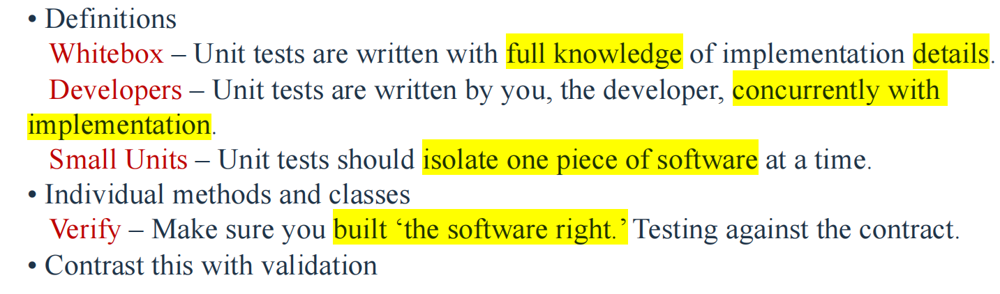 • Definitions
Whitebox – Unit tests are written with full knowledge of implementation details.
Developers – Unit tests are written by you, the developer, concurrently with
implementation.
Small Units – Unit tests should isolate one piece of software at a time.
• Individual methods and classes
Verify – Make sure you built ‘the software right.’ Testing against the contract.
• Contrast this with validation